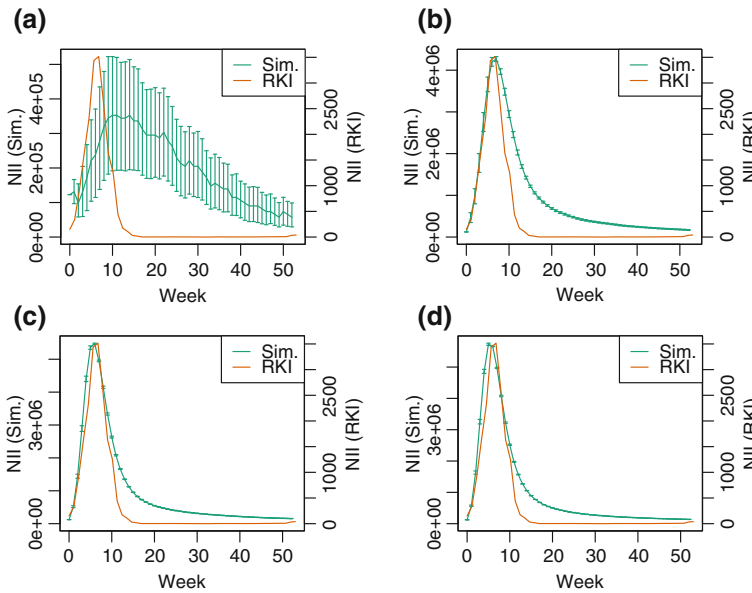 (a)
Sim.
RKI
NII (Sim.)
0e+00
2e+05
4e+05
NII (RKI)
0
1000
2500
0 10 20 30 40 50
Week
(b)
Sim.
RKI
NII (Sim.)
0e+00
2e+06
4e+06
NII (RKI)
0
1000
2500
0 10 20 30 40 50
Week
(c)
Sim.
RKI
NII (Sim.)
0e+00
3e+06
NII (RKI)
0
1000
2500
0 10 20 30 40 50
Week
(d)
Sim.
RKI
NII (Sim.)
0e+00
3e+06
NII (RKI)
0
1000
2500
0 10 20 30 40 50
Week